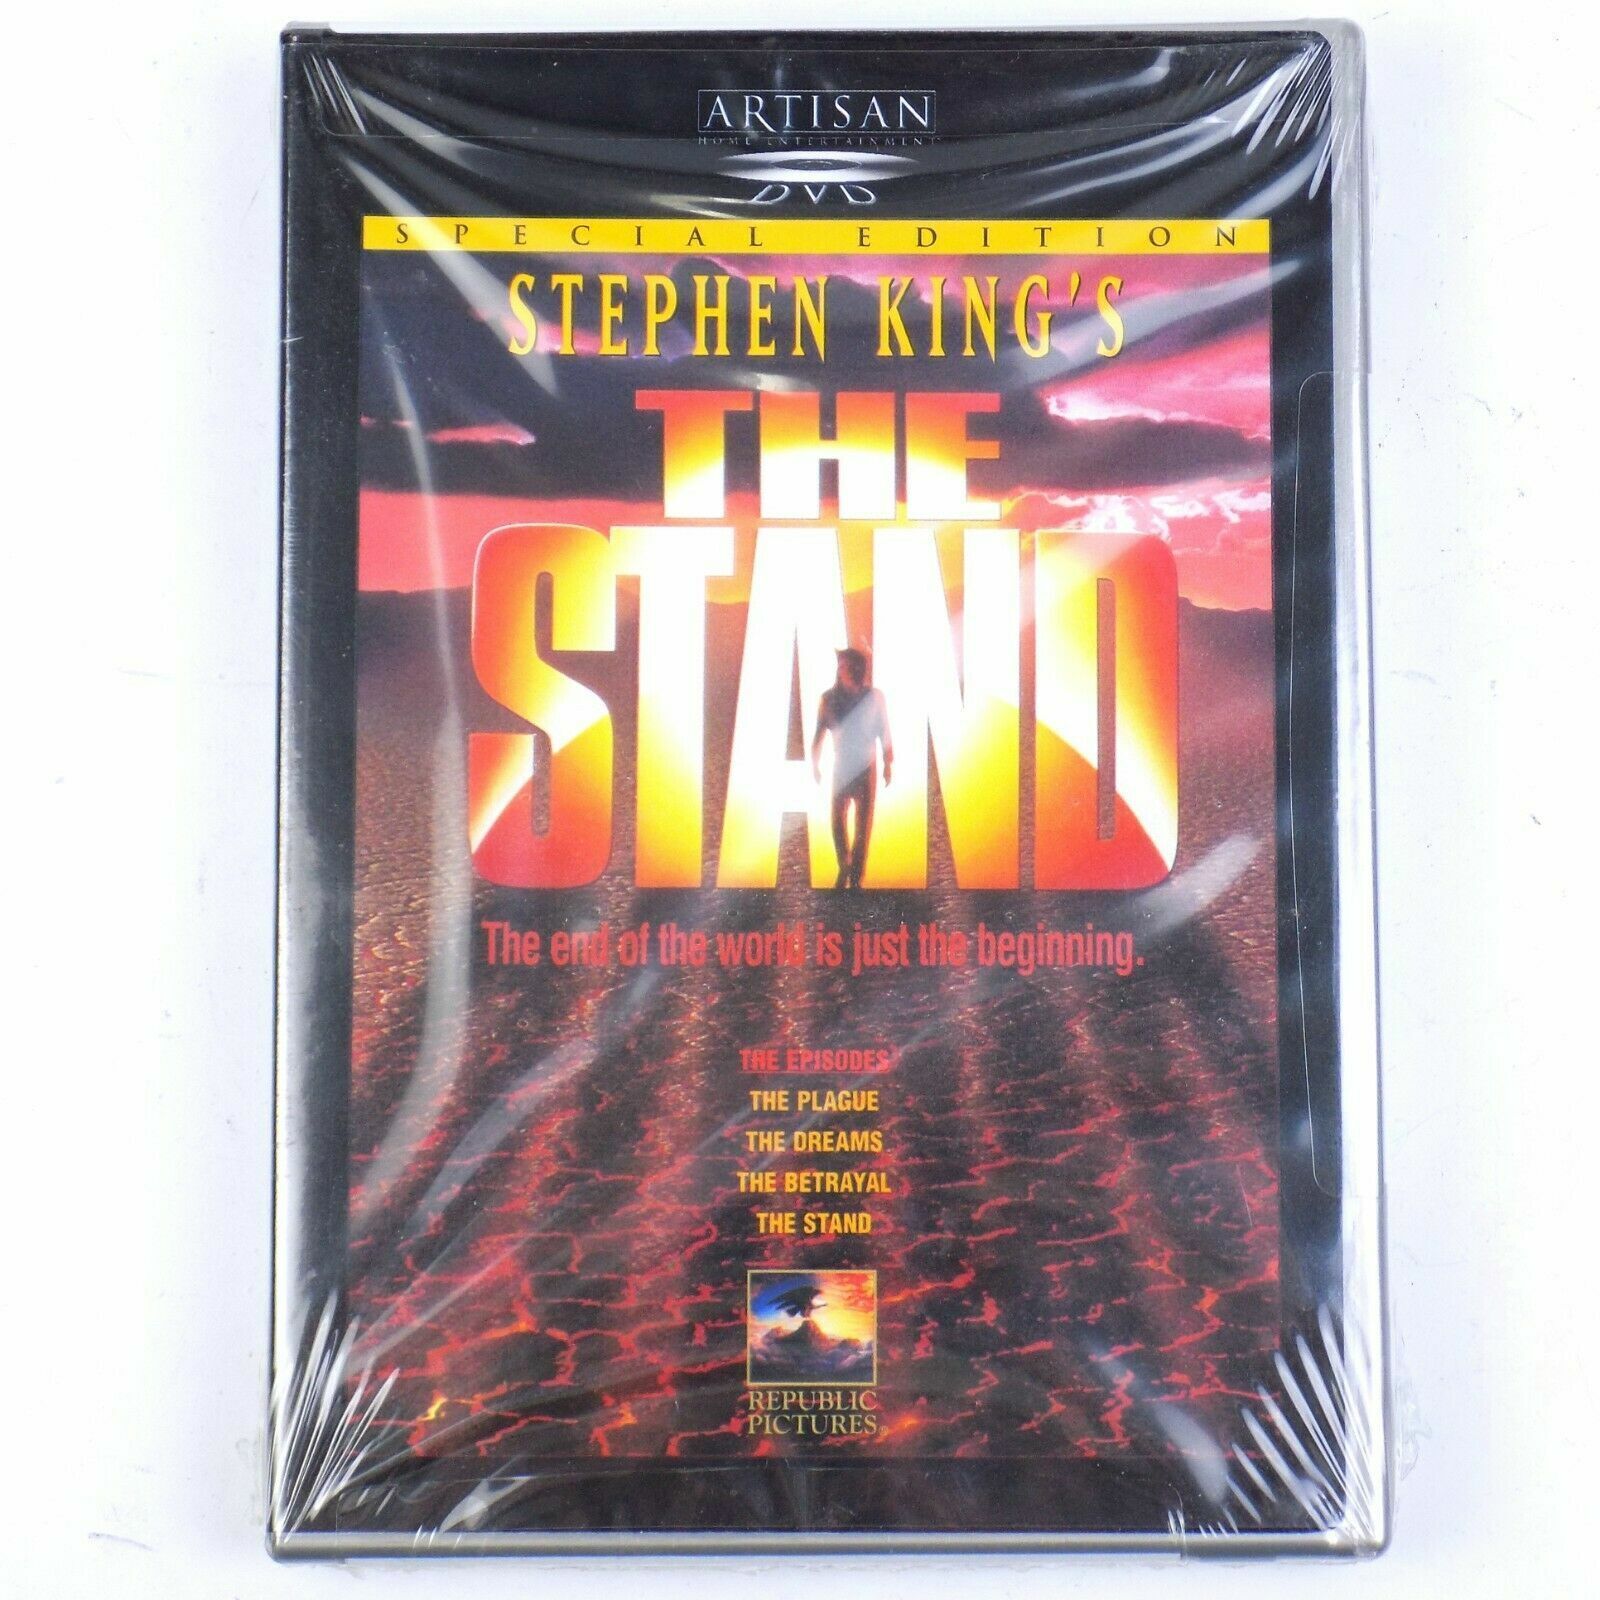 ARTISAN
HOME ENTERTAINMENT
DVD
SPECIAL EDITION
STEPHEN KING'S
THE
STAND
The end of the world is just the beginning.
THE EPISODES
THE PLAGUE
THE DREAMS
THE BETRAYAL
THE STAND
REPUBLIC
PICTURES®